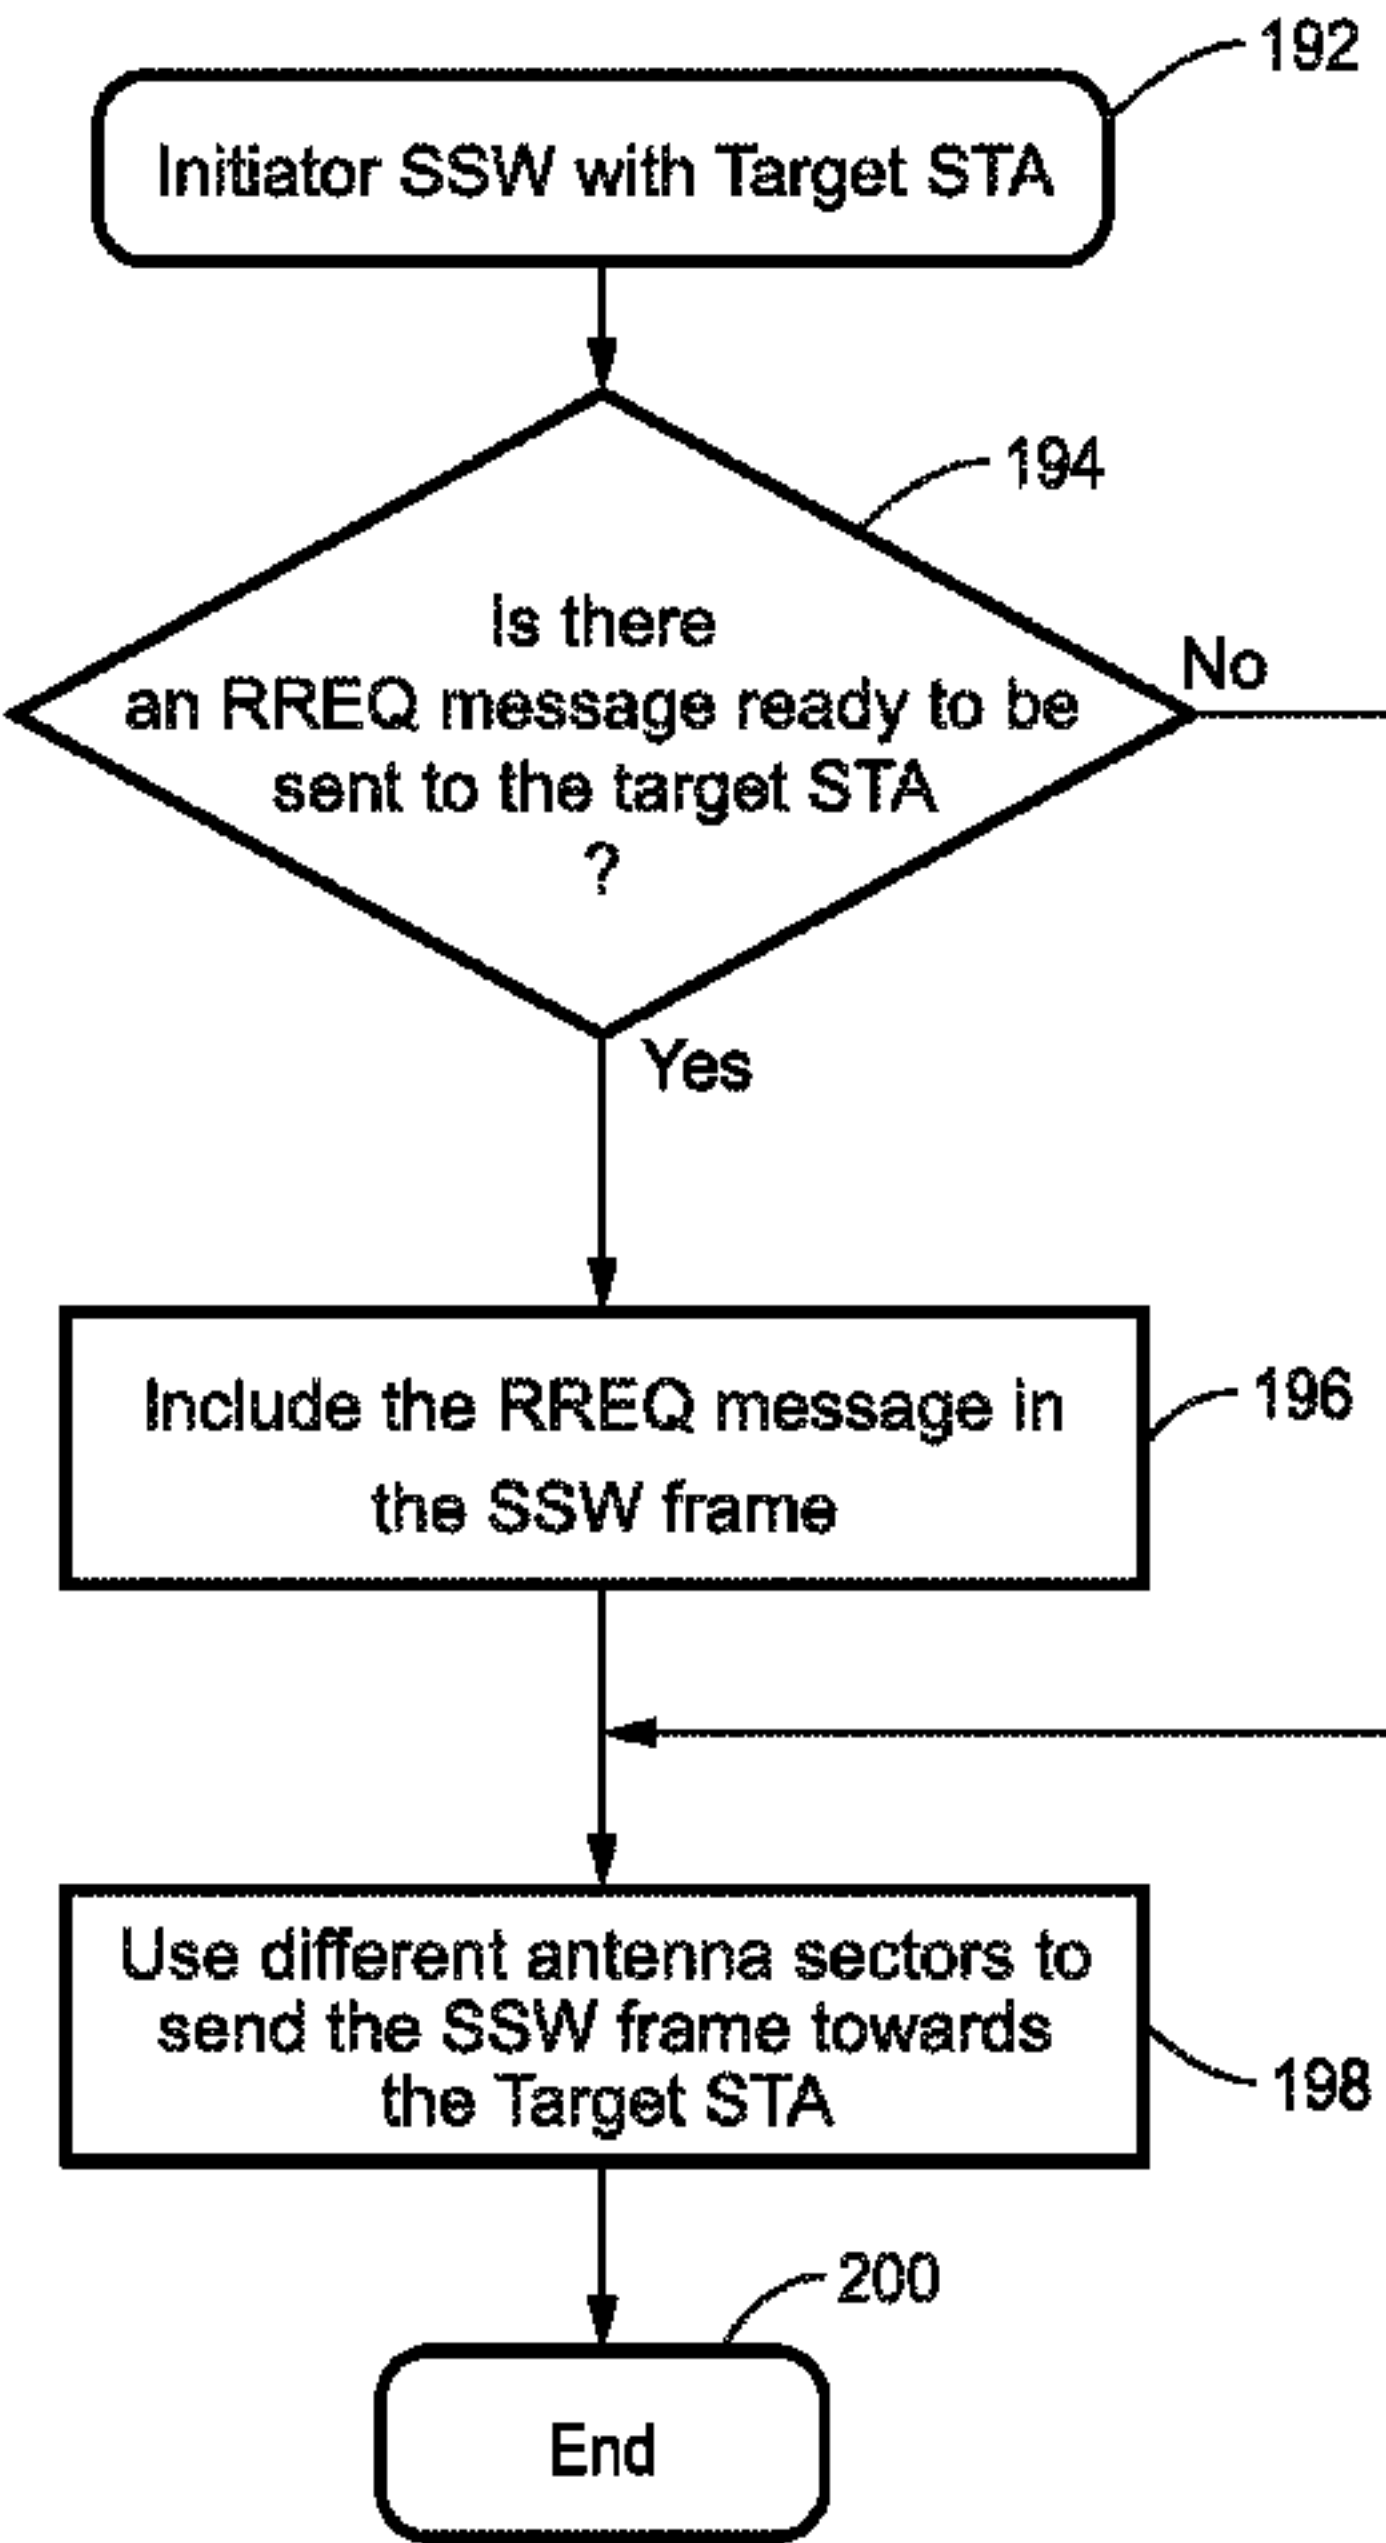 192
Initiator SSW with Target STA
194
Is there
an RREQ message ready to be
sent to the target STA
?
No
Yes
Include the RREQ message in
the SSW frame
196
Use different antenna sectors to
send the SSW frame towards
the Target STA
198
200
End